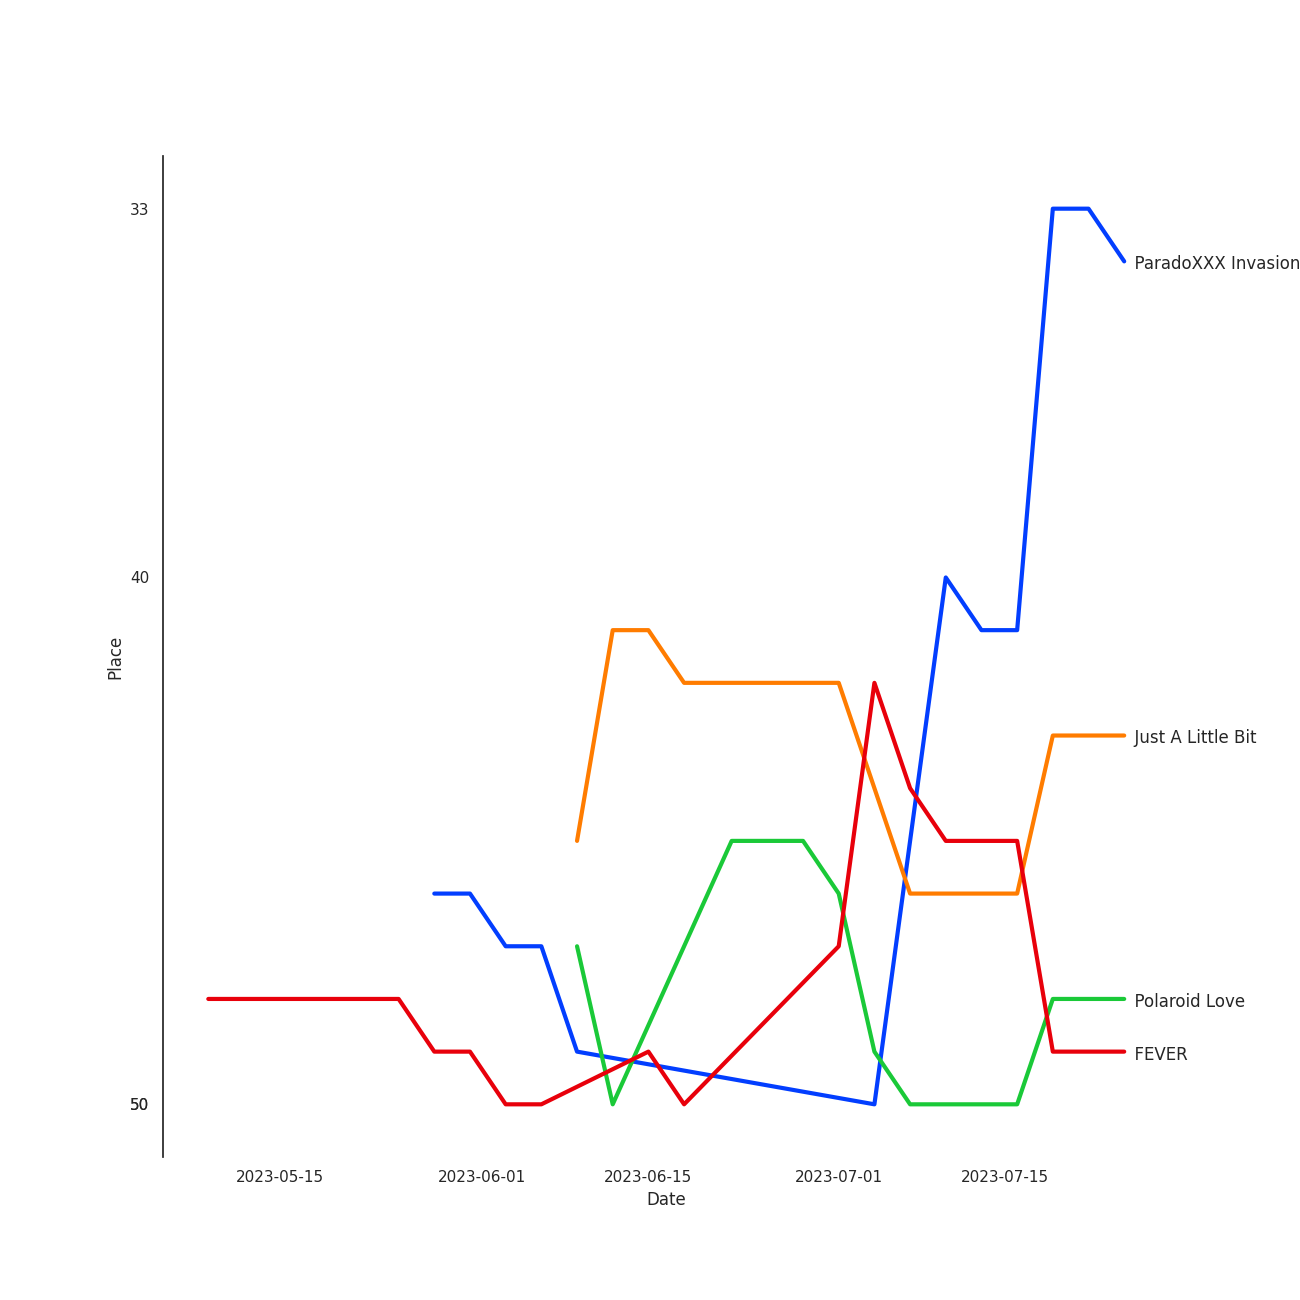 33
ParadoXXX Invasion
40
Place
Just A Little Bit
Polaroid Love
FEVER
50
2023-05-15
2023-06-01
2023-06-15
2023-07-01
2023-07-15
Date